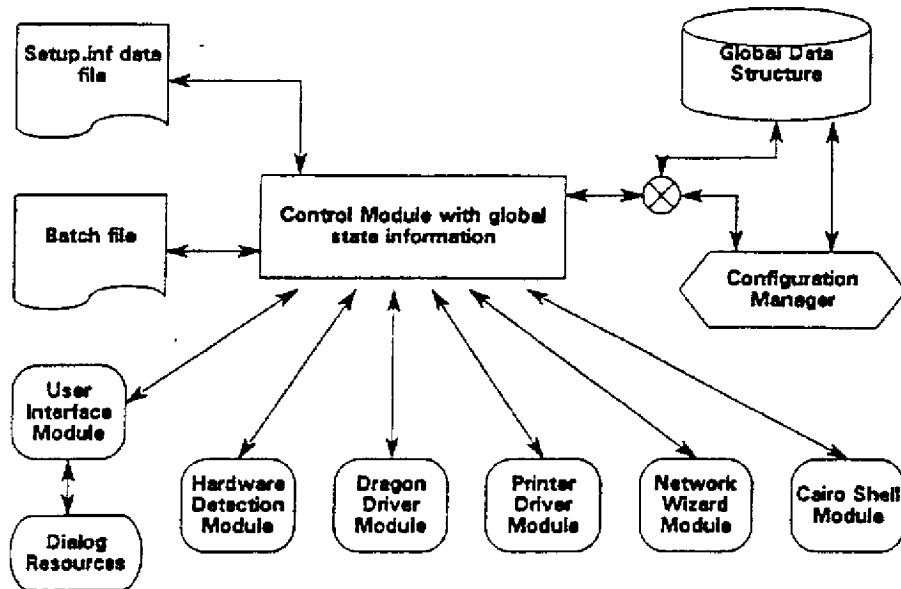 Setup.inf data
file
Global Data
Structure
Control Module with global
state information
Batch file
Configuration
Manager
User
Interface
Module
Hardware
Detection
Module
Dragon
Driver
Module
Printer
Driver
Module
Network
Wizard
Module
Cairo Shell
Module
Dialog
Resources